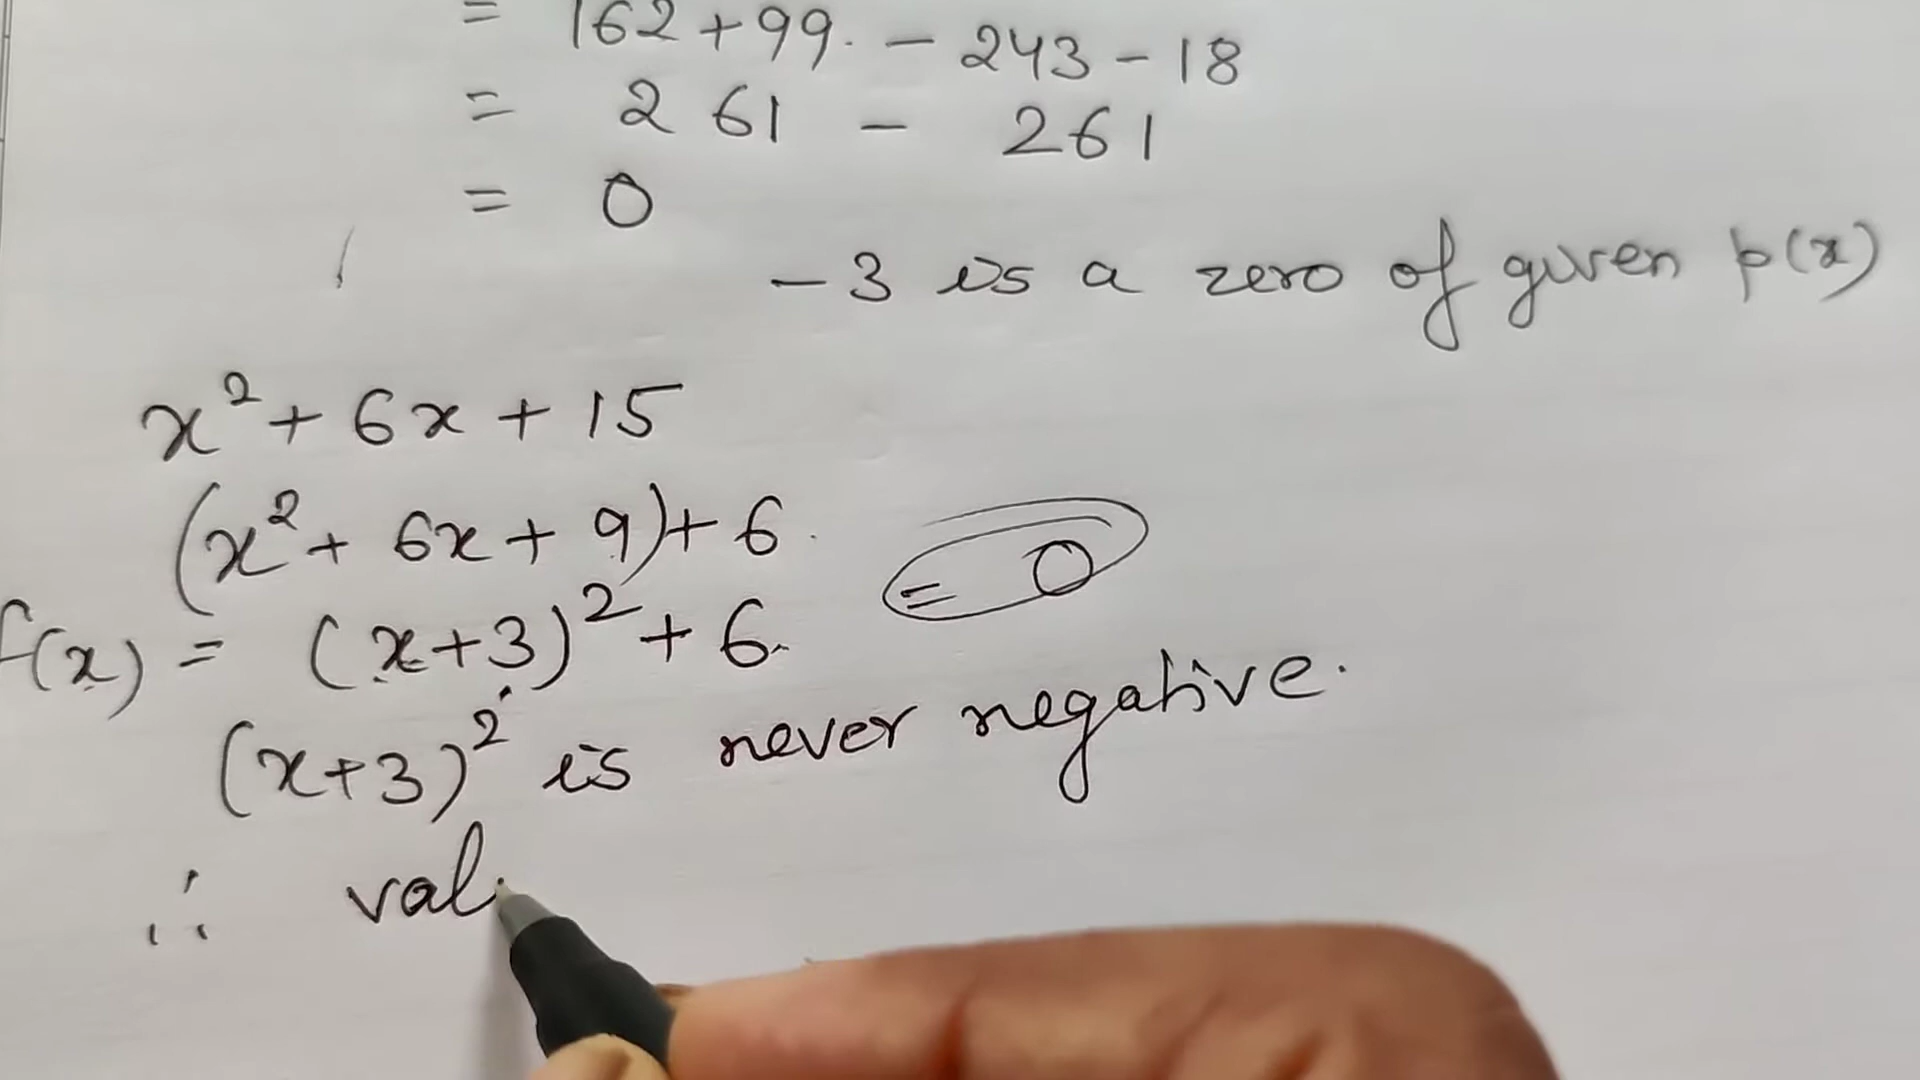 = 162 + 99. - 243 - 18
= 261 - 261
= 0
- 3 is a zero of given p(x)
x² + 6x + 15
(x² + 6x + 9) + 6
= 0
f(x) = (x+3)² + 6
(x+3)² is never negative.
∴ val